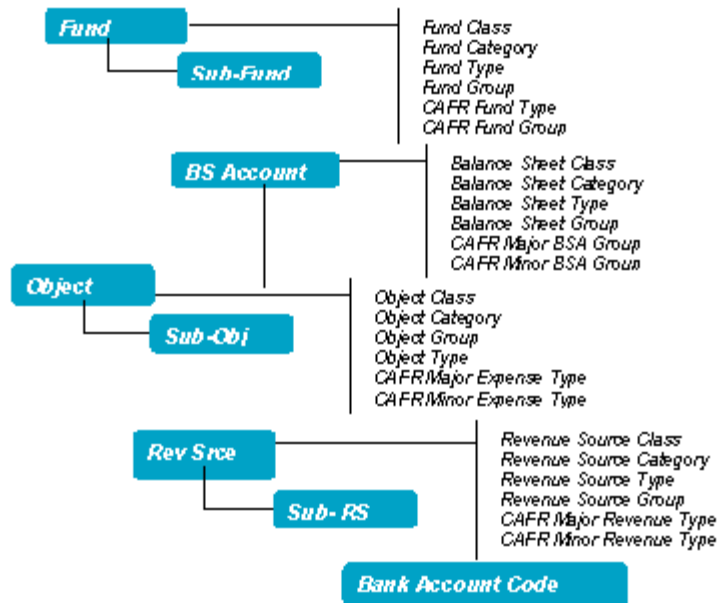 Fund
Fund Class
Fund Category
Fund Type
Fund Group
CAFR Fund Type
CAFR Fund Group
Sub-Fund
BS Account
Balance Sheet Class
Balance Sheet Category
Balance Sheet Type
Balance Sheet Group
CAFR Major BSA Group
CAFR Minor BSA Group
Object
Object Class
Object Category
Object Group
Object Type
CAFR Major Expense Type
CAFR Minor Expense Type
Sub-Obj
Rev Srce
Revenue Source Class
Revenue Source Category
Revenue Source Type
Revenue Source Group
CAFR Major Revenue Type
CAFR Minor Revenue Type
Sub- RS
Bank Account Code